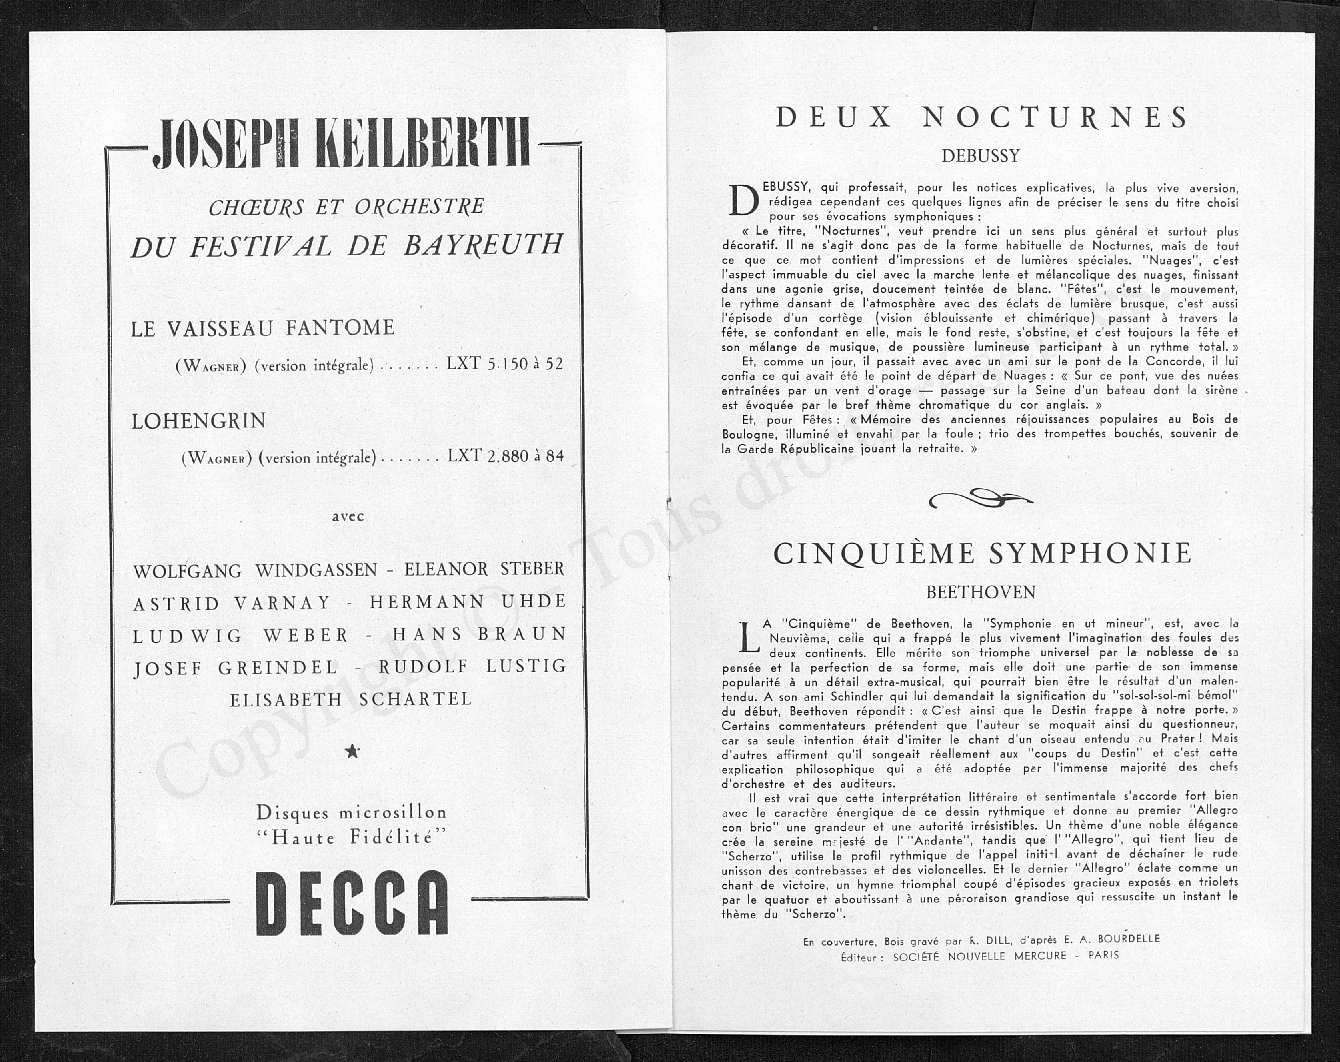 JOSEPH KEILBERTH
CHŒURS ET ORCHESTRE
DU FESTIVAL DE BAYREUTH
LE VAISSEAU FANTOME
(WAGNER) (version intégrale) ....... LXT 5.150 à 52
LOHENGRIN
(WAGNER) (version intégrale) ....... LXT 2.880 à 84
avec
WOLFGANG WINDGASSEN - ELEANOR STEBER
ASTRID VARNAY - HERMANN UHDE
LUDWIG WEBER - HANS BRAUN
JOSEF GREINDEL - RUDOLF LUSTIG
ELISABETH SCHARTEL
★
Disques microsillon
"Haute Fidélité"
DECCA
DEUX NOCTURNES
DEBUSSY
DEBUSSY, qui professait, pour les notices explicatives, la plus vive aversion,
rédigea cependant ces quelques lignes afin de préciser le sens du titre choisi
pour ses évocations symphoniques :
« Le titre, "Nocturnes", veut prendre ici un sens plus général et surtout plus
décoratif. Il ne s'agit donc pas de la forme habituelle de Nocturnes, mais de tout
ce que ce mot contient d'impressions et de lumières spéciales. "Nuages", c'est
l'aspect immuable du ciel avec la marche lente et mélancolique des nuages, finissant
dans une agonie grise, doucement teintée de blanc. "Fêtes", c'est le mouvement,
le rythme dansant de l'atmosphère avec des éclats de lumière brusque, c'est aussi
l'épisode d'un cortège (vision éblouissante et chimérique) passant à travers la
fête, se confondant en elle, mais le fond reste, s'obstine, et c'est toujours la fête et
son mélange de musique, de poussière lumineuse participant à un rythme total. »
Et, comme un jour, il passait avec avec un ami sur le pont de la Concorde, il lui
confia ce qui avait été le point de départ de Nuages : « Sur ce pont, vue des nuées
entraînées par un vent d'orage — passage sur la Seine d'un bateau dont la sirène
est évoquée par le bref thème chromatique du cor anglais. »
Et, pour Fêtes : « Mémoire des anciennes réjouissances populaires au Bois de
Boulogne, illuminé et envahi par la foule ; trio des trompettes bouchés, souvenir de
la Garde Républicaine jouant la retraite. »
CINQUIÈME SYMPHONIE
BEETHOVEN
LA "Cinquième" de Beethoven, la "Symphonie en ut mineur", est, avec la
Neuvième, celle qui a frappé le plus vivement l'imagination des foules des
deux continents. Elle mérite son triomphe universel par la noblesse de sa
pensée et la perfection de sa forme, mais elle doit une partie de son immense
popularité à un détail extra-musical, qui pourrait bien être le résultat d'un malen-
tendu. A son ami Schindler qui lui demandait la signification du "sol-sol-sol-mi bémol"
du début, Beethoven répondit : « C'est ainsi que le Destin frappe à notre porte. »
Certains commentateurs prétendent que l'auteur se moquait ainsi du questionneur,
car sa seule intention était d'imiter le chant d'un oiseau entendu au Prater ! Mais
d'autres affirment qu'il songeait réellement aux "coups du Destin" et c'est cette
explication philosophique qui a été adoptée par l'immense majorité des chefs
d'orchestre et des auditeurs.
Il est vrai que cette interprétation littéraire et sentimentale s'accorde fort bien
avec le caractère énergique de ce dessin rythmique et donne au premier "Allegro
con brio" une grandeur et une autorité irrésistibles. Un thème d'une noble élégance
crée la sereine majesté de l'"Andante", tandis que l'"Allegro", qui tient lieu de
"Scherzo", utilise le profil rythmique de l'appel initial avant de déchaîner le rude
unisson des contrebasses et des violoncelles. Et le dernier "Allegro" éclate comme un
chant de victoire, un hymne triomphal coupé d'épisodes gracieux exposés en triolets
par le quatuor et aboutissant à une péroraison grandiose qui ressuscite un instant le
thème du "Scherzo".
En couverture, Bois gravé par R. DILL, d'après E. A. BOURDELLE
Éditeur : SOCIÉTÉ NOUVELLE MERCURE - PARIS
Copyright © - Tous droits